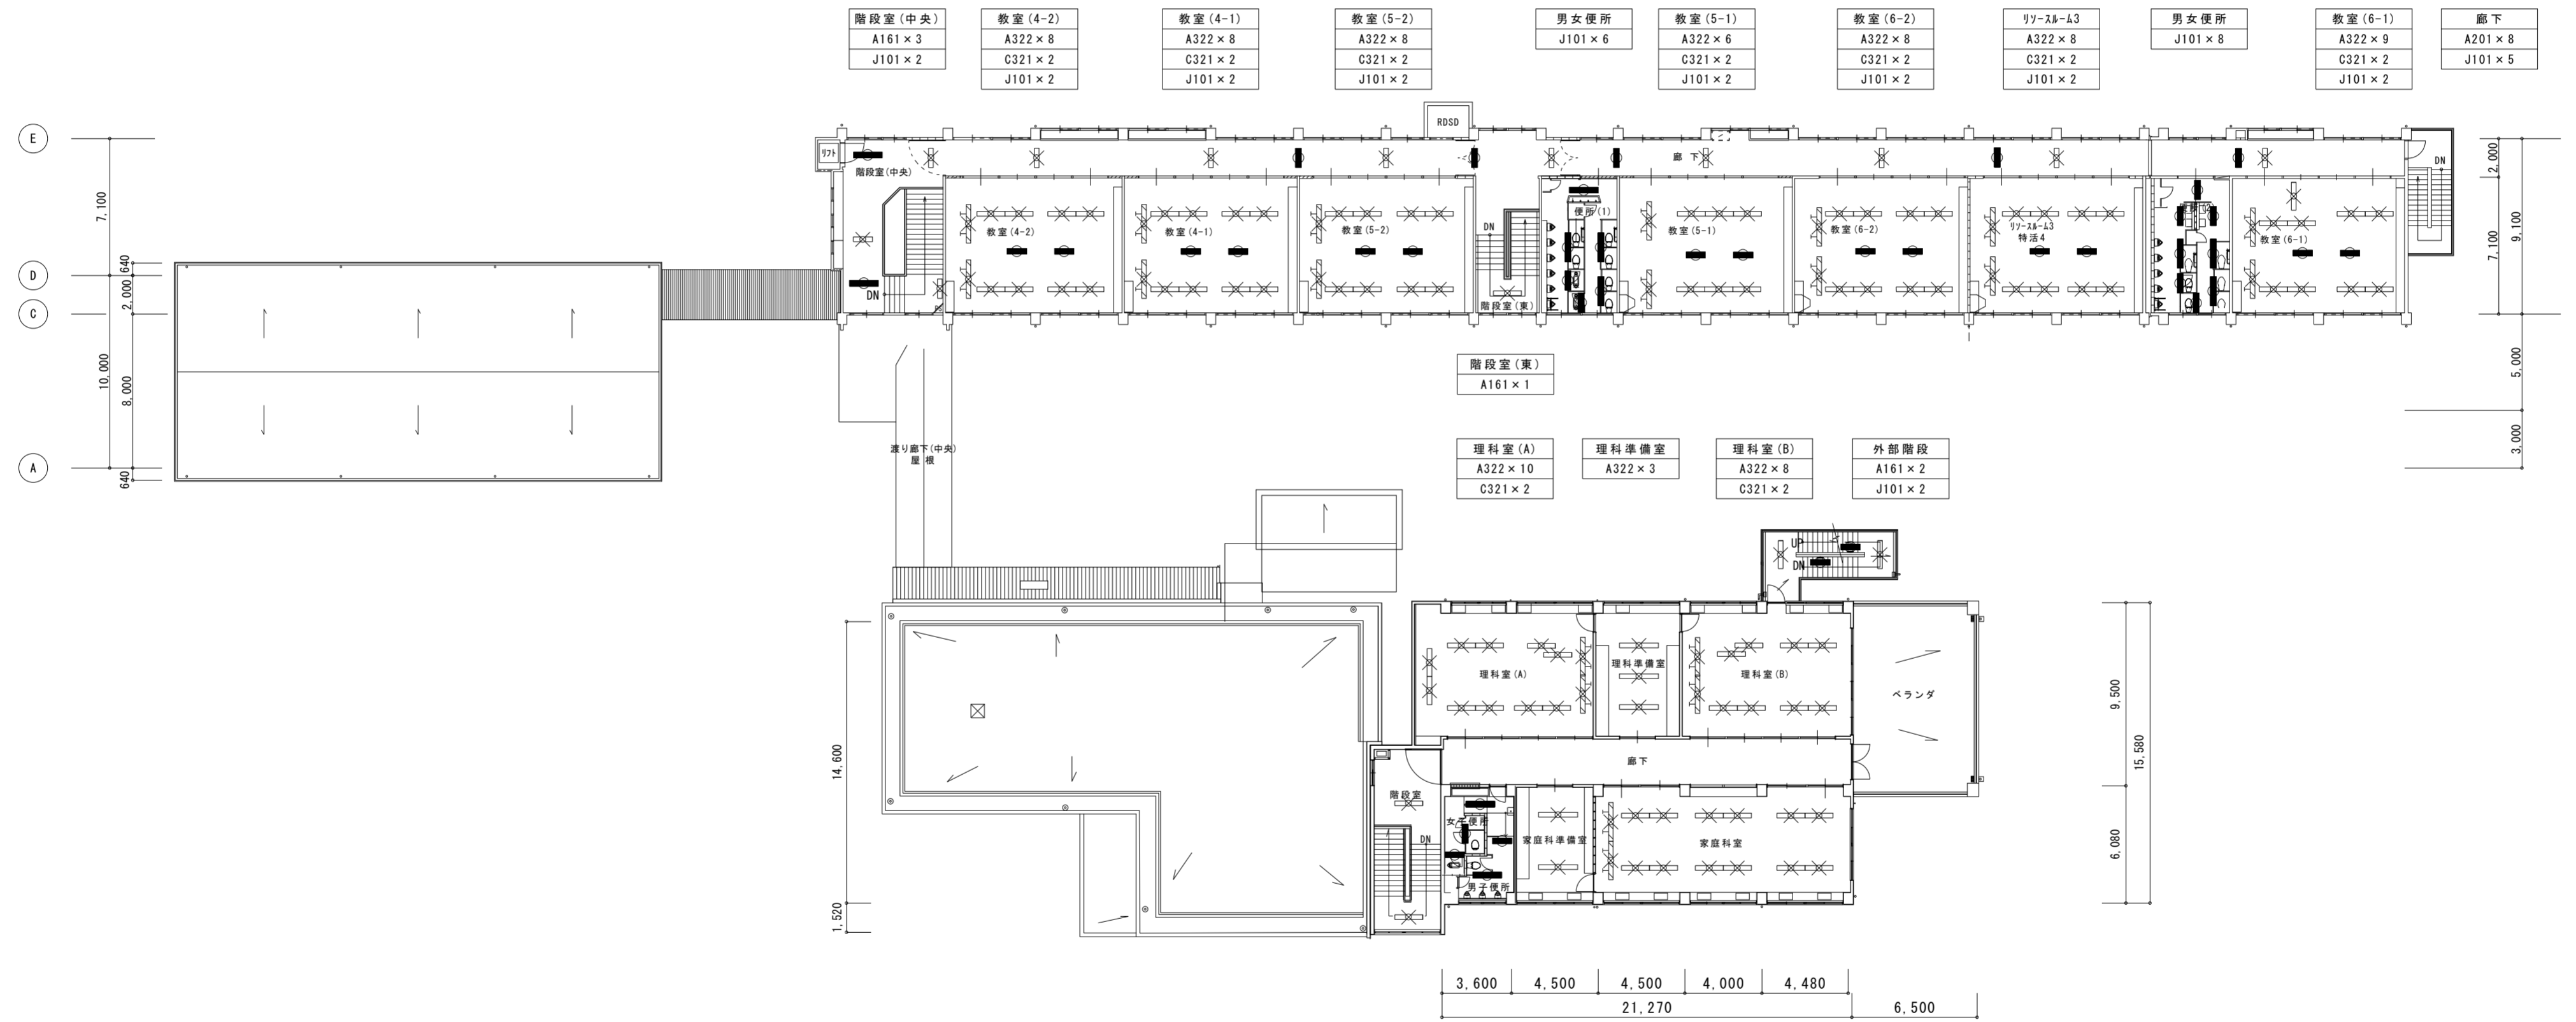 階段室(中央)
A161×3
J101×2
教室(4-2)
A322×8
C321×2
J101×2
教室(4-1)
A322×8
C321×2
J101×2
教室(5-2)
A322×8
C321×2
J101×2
男女便所
J101×6
教室(5-1)
A322×6
C321×2
J101×2
教室(6-2)
A322×8
C321×2
J101×2
ﾘｿｰｽﾙｰﾑ3
A322×8
C321×2
J101×2
男女便所
J101×8
教室(6-1)
A322×9
C321×2
J101×2
廊下
A201×8
J101×5
E
D
C
A
7,100
640
2,000
10,000
8,000
640
ﾘﾌﾄ
階段室(中央)
DN
RDSD
廊下
教室(4-2)
教室(4-1)
教室(5-2)
DN
階段室(東)
便所(1)
教室(5-1)
教室(6-2)
ﾘｿｰｽﾙｰﾑ3
特活4
教室(6-1)
DN
2,000
7,100
9,100
5,000
3,000
階段室(東)
A161×1
渡り廊下(中央)
屋根
理科室(A)
A322×10
C321×2
理科準備室
A322×3
理科室(B)
A322×8
C321×2
外部階段
A161×2
J101×2
UP
DN
理科室(A)
理科準備室
理科室(B)
ベランダ
廊下
階段室
DN
女子便所
男子便所
家庭科準備室
家庭科室
14,600
1,520
9,500
6,080
15,580
3,600
4,500
4,500
4,000
4,480
21,270
6,500